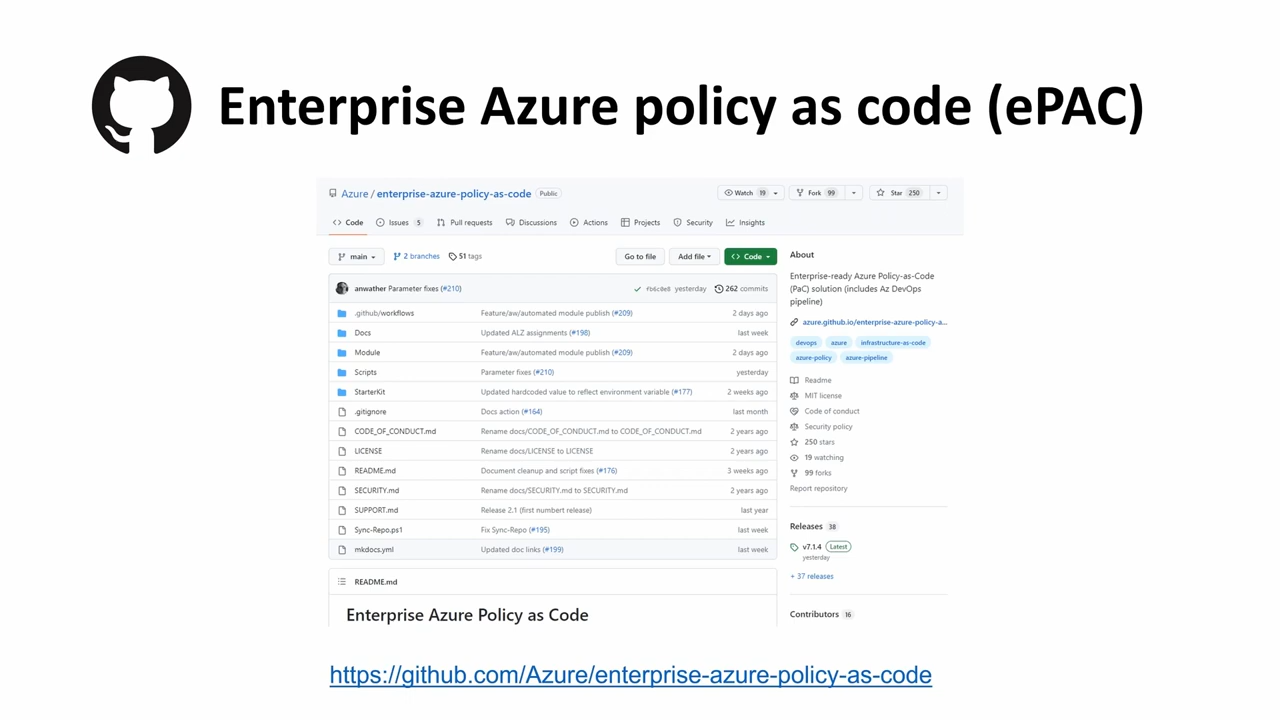 Enterprise Azure policy as code (ePAC)
Azure / enterprise-azure-policy-as-code Public
Watch 19 Fork 99 Star 250
Code Issues 5 Pull requests Discussions Actions Projects Security Insights
main 2 branches 51 tags Go to file Add file Code
anwather Parameter fixes (#210) fb6c0e8 yesterday 262 commits
.github/workflows Feature/aw/automated module publish (#209) 2 days ago
Docs Updated ALZ assignments (#198) last week
Module Feature/aw/automated module publish (#209) 2 days ago
Scripts Parameter fixes (#210) yesterday
StarterKit Updated hardcoded value to reflect environment variable (#177) 2 weeks ago
.gitignore Docs action (#164) last month
CODE_OF_CONDUCT.md Rename docs/CODE_OF_CONDUCT.md to CODE_OF_CONDUCT.md 2 years ago
LICENSE Rename docs/LICENSE to LICENSE 2 years ago
README.md Document cleanup and script fixes (#176) 3 weeks ago
SECURITY.md Rename docs/SECURITY.md to SECURITY.md 2 years ago
SUPPORT.md Release 2.1 (first numbert release) last year
Sync-Repo.ps1 Fix Sync-Repo (#195) last week
mkdocs.yml Updated doc links (#199) last week
README.md
Enterprise Azure Policy as Code
About
Enterprise-ready Azure Policy-as-Code
(PaC) solution (includes Az DevOps
pipeline)
azure.github.io/enterprise-azure-policy-a...
devops azure infrastructure-as-code
azure-policy azure-pipeline
Readme
MIT license
Code of conduct
Security policy
250 stars
19 watching
99 forks
Report repository
Releases 38
v7.1.4 Latest
yesterday
+ 37 releases
Contributors 16
https://github.com/Azure/enterprise-azure-policy-as-code